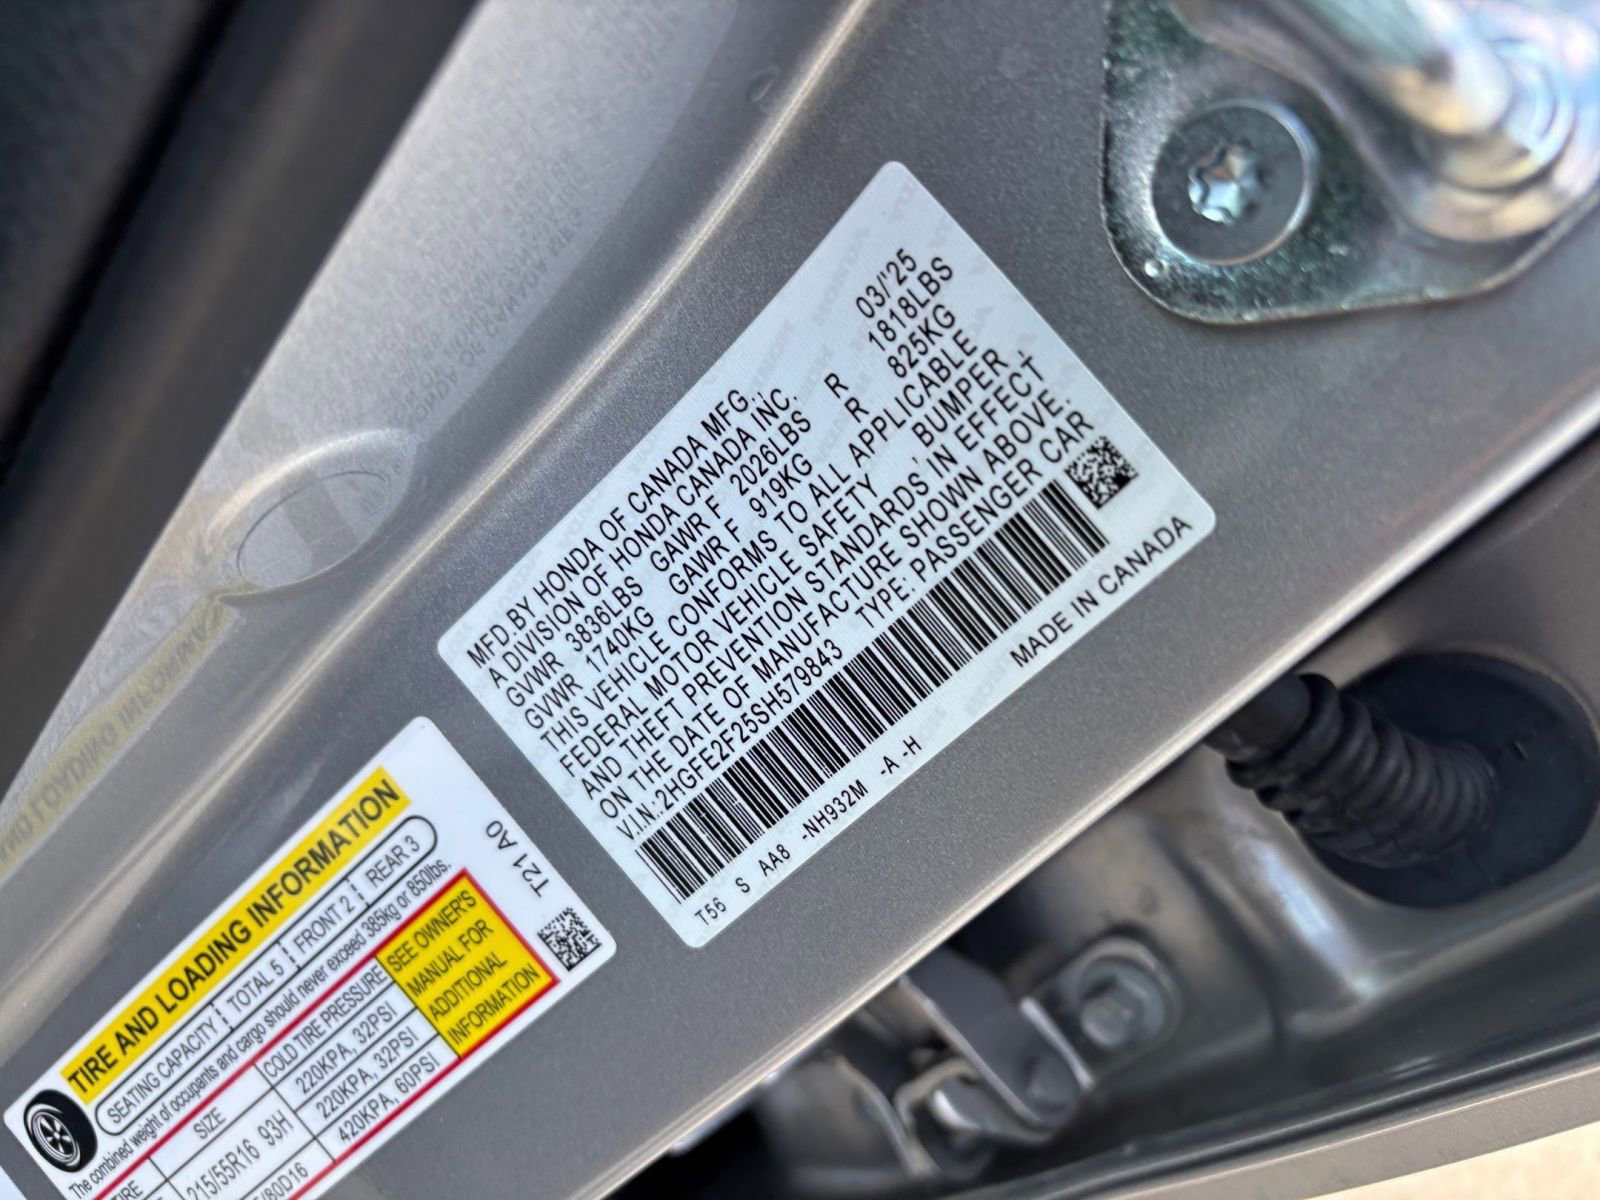 MFD.BY HONDA OF CANADA MFG.,
A DIVISION OF HONDA CANADA INC. 03/'25
GVWR 3836LBS GAWR F 2026LBS R 1818LBS
GVWR 1740KG GAWR F 919KG R 825KG
THIS VEHICLE CONFORMS TO ALL APPLICABLE
FEDERAL MOTOR VEHICLE SAFETY, BUMPER,
AND THEFT PREVENTION STANDARDS IN EFFECT
ON THE DATE OF MANUFACTURE SHOWN ABOVE.
V.I.N.:2HGFE2F25SH579843 TYPE: PASSENGER CAR
T56 S AA8 -NH932M -A -H MADE IN CANADA
TIRE AND LOADING INFORMATION
SEATING CAPACITY TOTAL 5 FRONT 2 REAR 3
The combined weight of occupants and cargo should never exceed 385kg or 850lbs.
SIZE COLD TIRE PRESSURE
215/55R16 93H 220KPA, 32PSI
220KPA, 32PSI
80D16 420KPA, 60PSI
SEE OWNER'S
MANUAL FOR
ADDITIONAL
INFORMATION
T21 A0